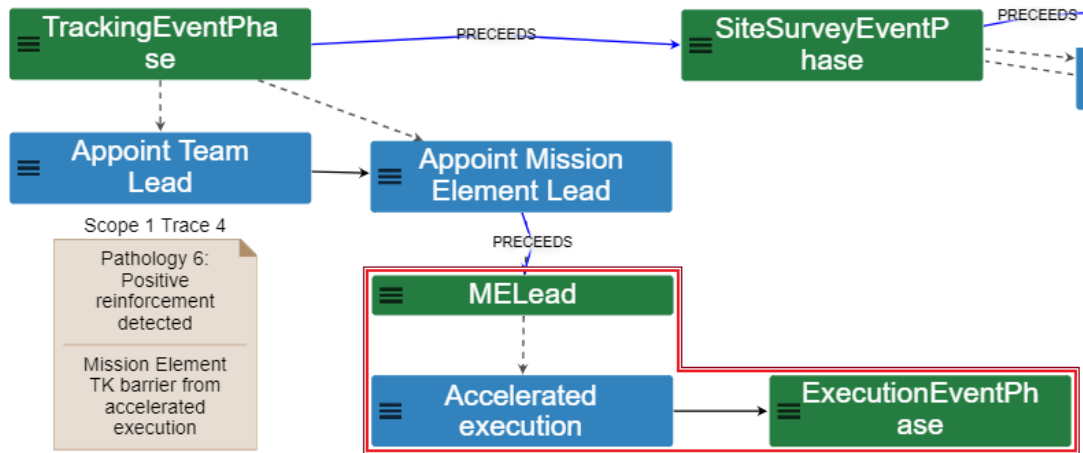 TrackingEventPha
se
PRECEEDS
SiteSurveyEventP
hase
PRECEEDS
Appoint Team
Lead
Appoint Mission
Element Lead
Scope 1 Trace 4
Pathology 6:
Positive
reinforcement
detected
Mission Element
TK barrier from
accelerated
execution
PRECEEDS
MELead
Accelerated
execution
ExecutionEventPh
ase